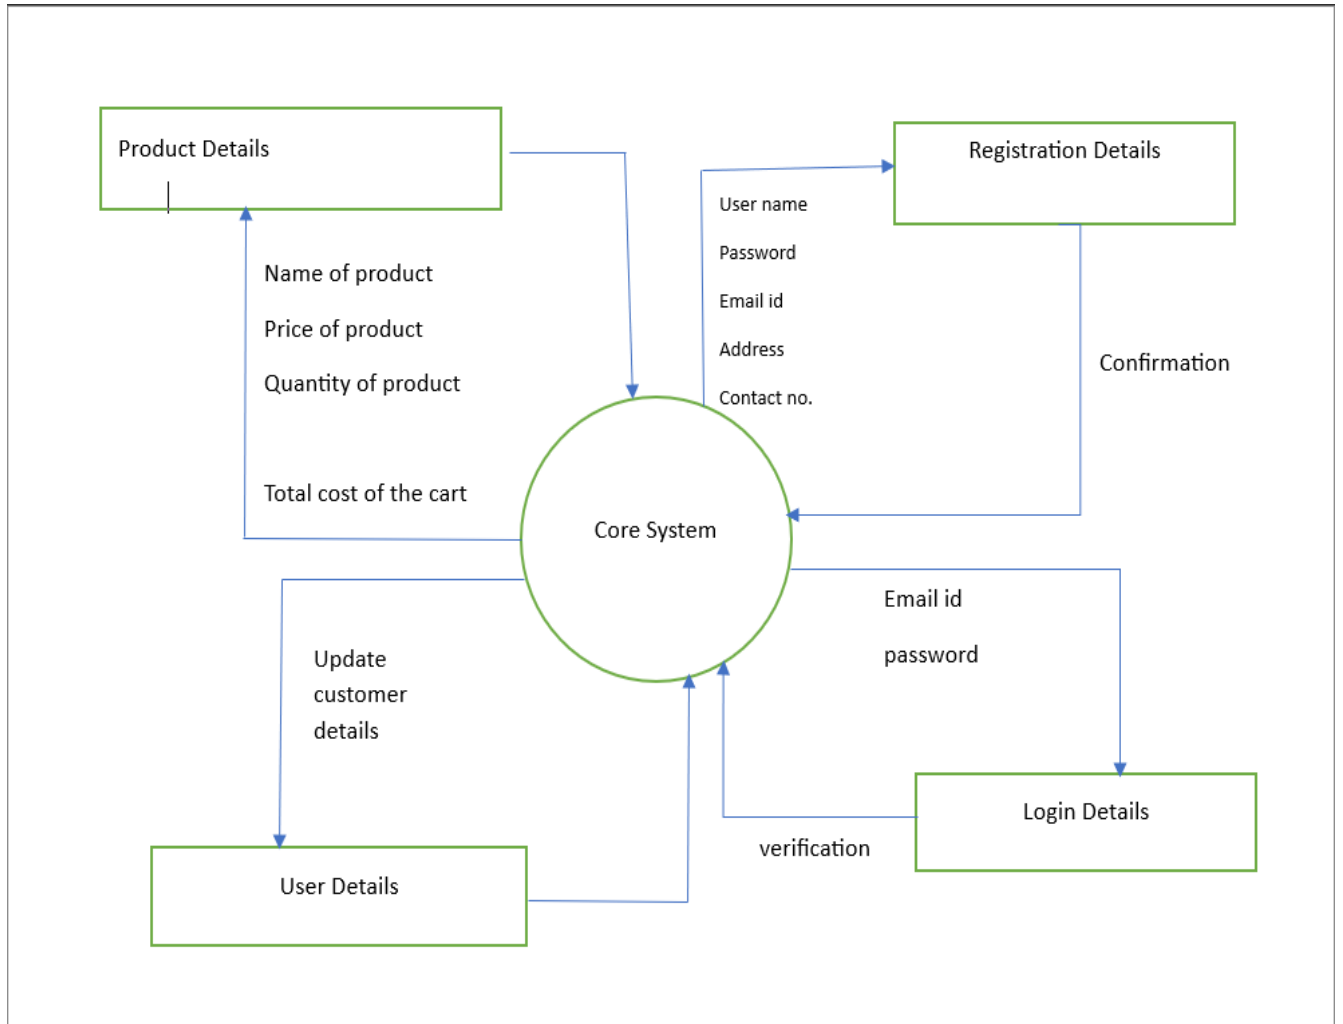 Product Details
Registration Details
User name
Password
Email id
Address
Contact no.
Name of product
Price of product
Quantity of product
Total cost of the cart
Confirmation
Core System
Email id
password
Update
customer
details
verification
Login Details
User Details